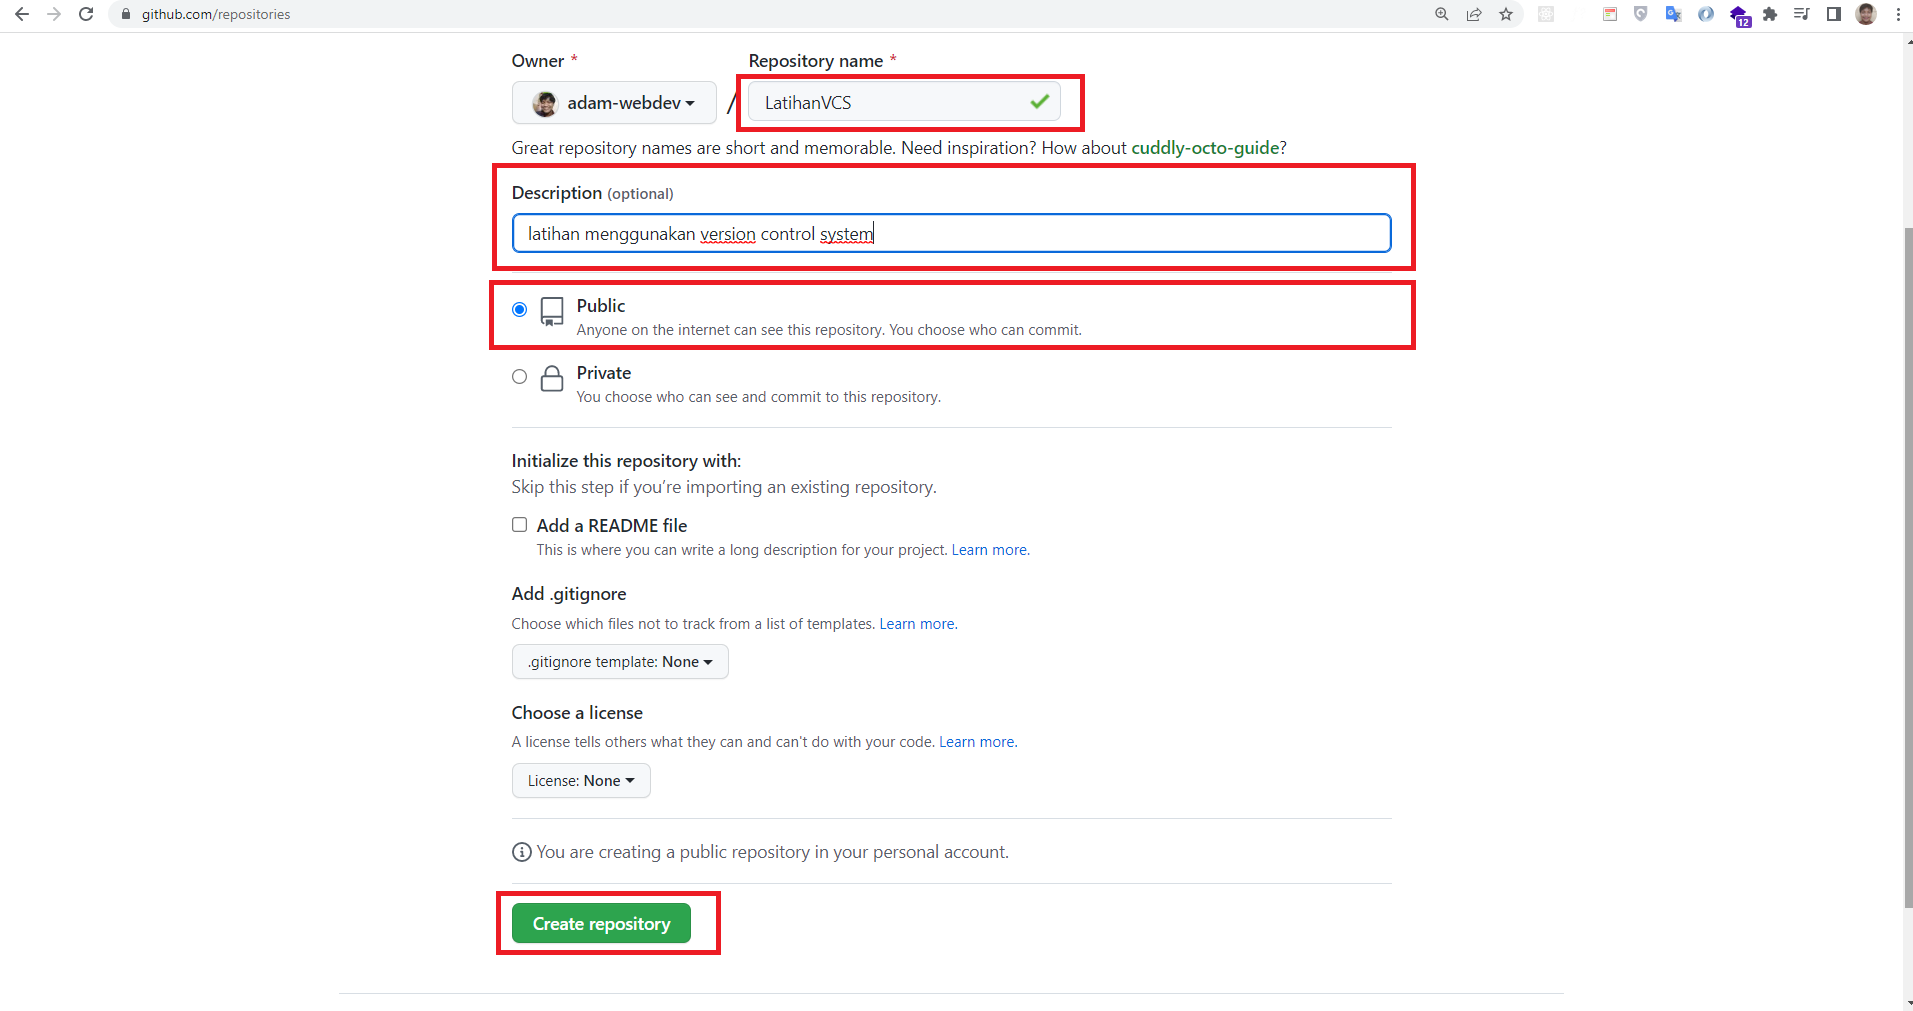 github.com/repositories
12
Owner *
Repository name *
adam-webdev
/
LatihanVCS
Great repository names are short and memorable. Need inspiration? How about cuddly-octo-guide?
Description (optional)
latihan menggunakan version control system
Public
Anyone on the internet can see this repository. You choose who can commit.
Private
You choose who can see and commit to this repository.
Initialize this repository with:
Skip this step if you’re importing an existing repository.
Add a README file
This is where you can write a long description for your project. Learn more.
Add .gitignore
Choose which files not to track from a list of templates. Learn more.
.gitignore template: None
Choose a license
A license tells others what they can and can't do with your code. Learn more.
License: None
You are creating a public repository in your personal account.
Create repository